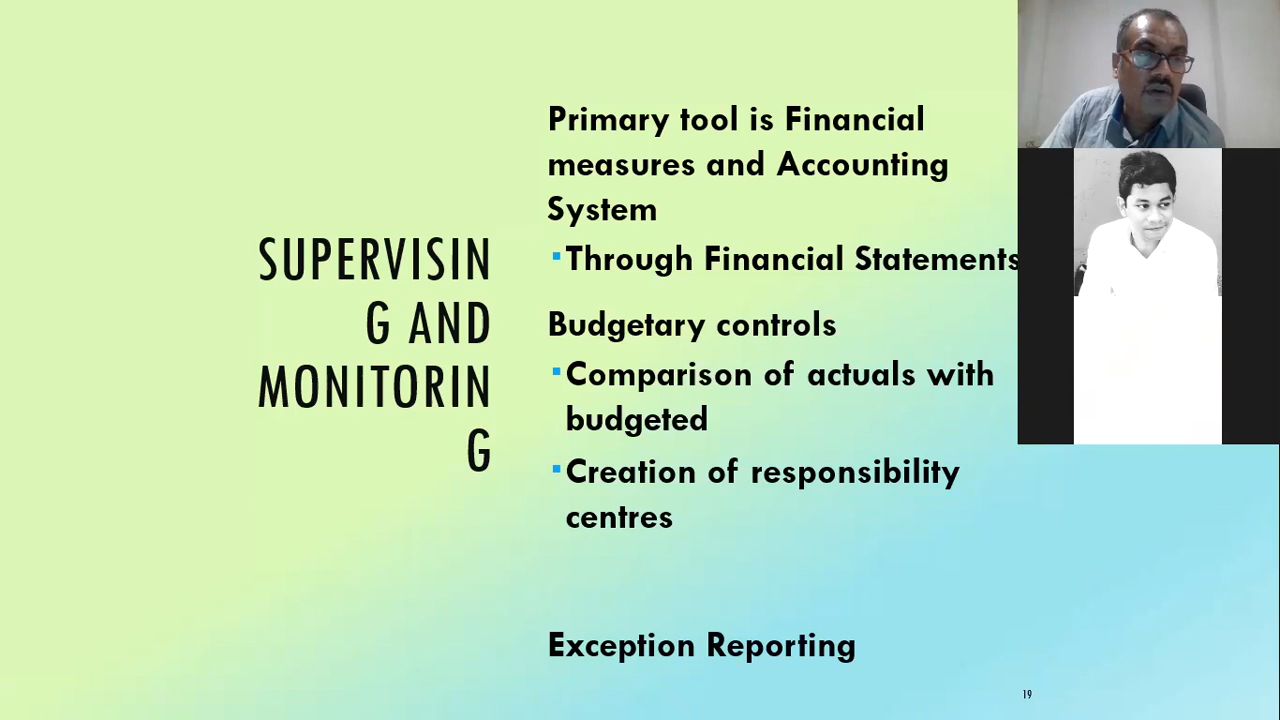 SUPERVISIN
G AND
MONITORIN
G
Primary tool is Financial
measures and Accounting
System
▪Through Financial Statements
Budgetary controls
▪Comparison of actuals with
budgeted
▪Creation of responsibility
centres
Exception Reporting
19